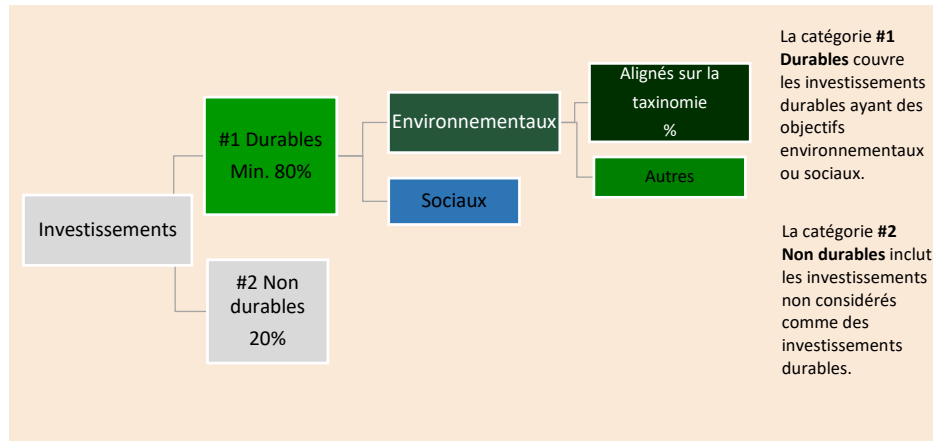 Investissements
#1 Durables
Min. 80%
#2 Non
durables
20%
Environnementaux
Sociaux
Alignés sur la
taxinomie
%
Autres
La catégorie #1
Durables couvre
les investissements
durables ayant des
objectifs
environnementaux
ou sociaux.
La catégorie #2
Non durables inclut
les investissements
non considérés
comme des
investissements
durables.